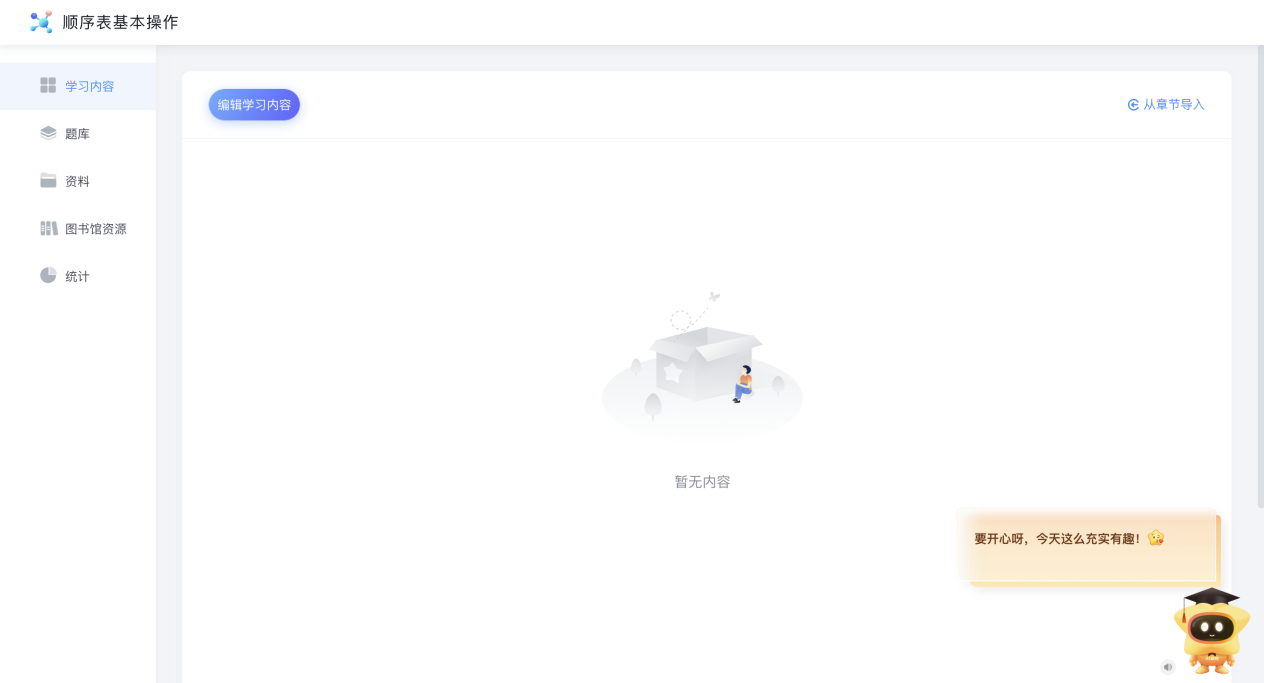 顺序表基本操作
学习内容
题库
资料
图书馆资源
统计
编辑学习内容
从章节导入
暂无内容
要开心呀，今天这么充实有趣！